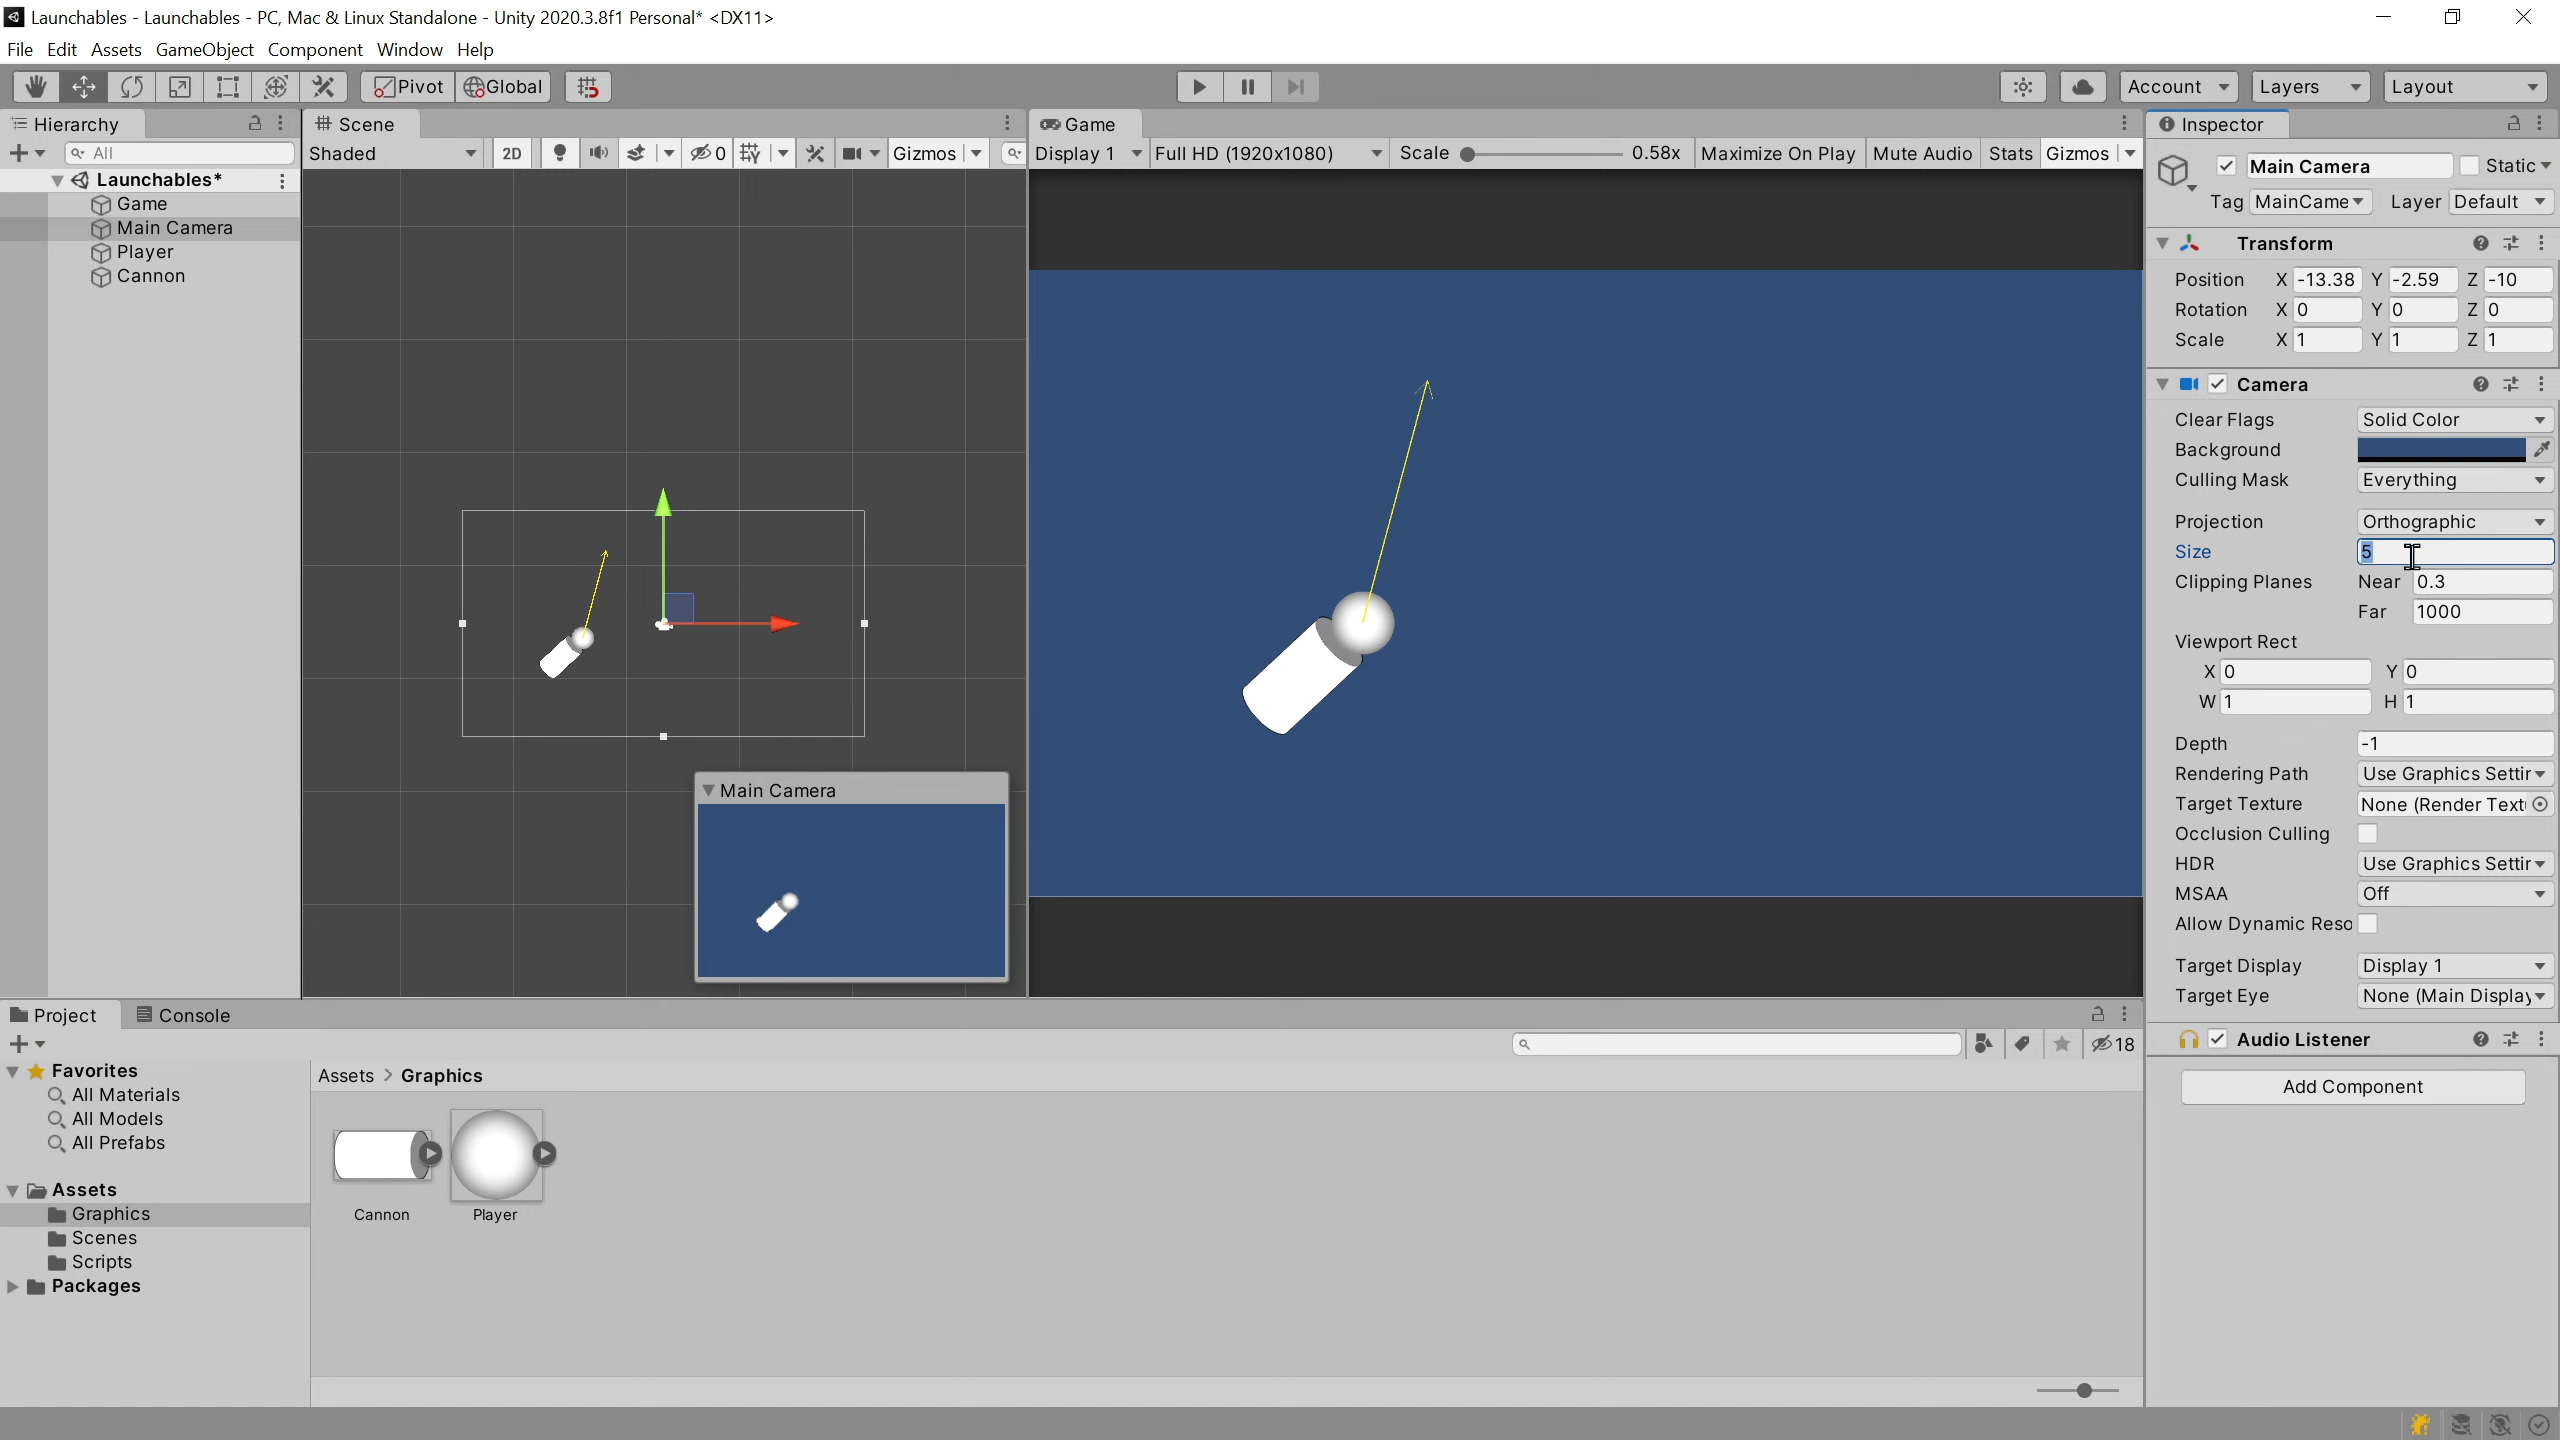 Launchables - Launchables - PC, Mac & Linux Standalone - Unity 2020.3.8f1 Personal* <DX11>
File Edit Assets GameObject Component Window Help
Pivot Global Account Layers Layout
Hierarchy
All
Launchables*
Game
Main Camera
Player
Cannon
Scene
Shaded 2D 0 Gizmos
Main Camera
Game
Display 1 Full HD (1920x1080) Scale 0.58x Maximize On Play Mute Audio Stats Gizmos
Inspector
Main Camera Static
Tag MainCame Layer Default
Transform
Position X -13.38 Y -2.59 Z -10
Rotation X 0 Y 0 Z 0
Scale X 1 Y 1 Z 1
Camera
Clear Flags Solid Color
Background
Culling Mask Everything
Projection Orthographic
Size 5
Clipping Planes Near 0.3
Far 1000
Viewport Rect
X 0 Y 0
W 1 H 1
Depth -1
Rendering Path Use Graphics Settir
Target Texture None (Render Textu
Occlusion Culling
HDR Use Graphics Settir
MSAA Off
Allow Dynamic Reso
Target Display Display 1
Target Eye None (Main Display
Audio Listener
Add Component
Project Console
18
Favorites
All Materials
All Models
All Prefabs
Assets
Graphics
Scenes
Scripts
Packages
Assets > Graphics
Cannon Player